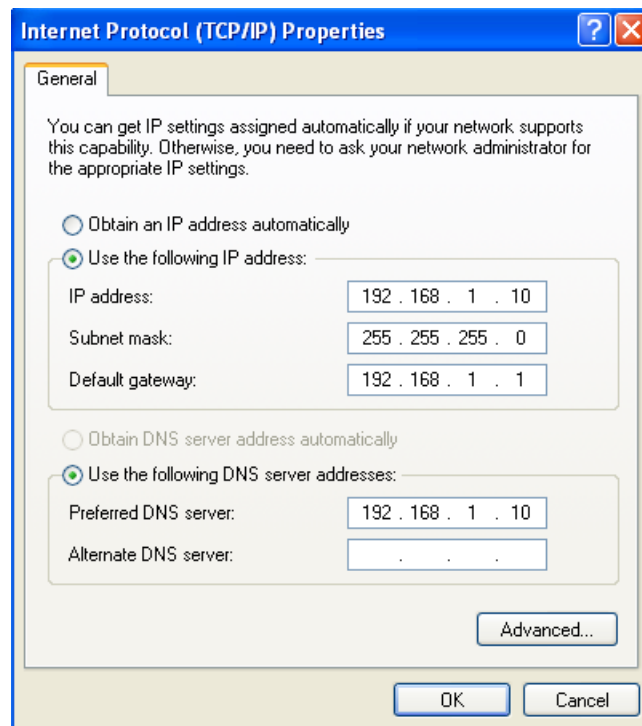 Internet Protocol (TCP/IP) Properties
General
You can get IP settings assigned automatically if your network supports
this capability. Otherwise, you need to ask your network administrator for
the appropriate IP settings.
Obtain an IP address automatically
Use the following IP address:
IP address: 192 . 168 . 1 . 10
Subnet mask: 255 . 255 . 255 . 0
Default gateway: 192 . 168 . 1 . 1
Obtain DNS server address automatically
Use the following DNS server addresses:
Preferred DNS server: 192 . 168 . 1 . 10
Alternate DNS server: . . .
Advanced...
OK Cancel